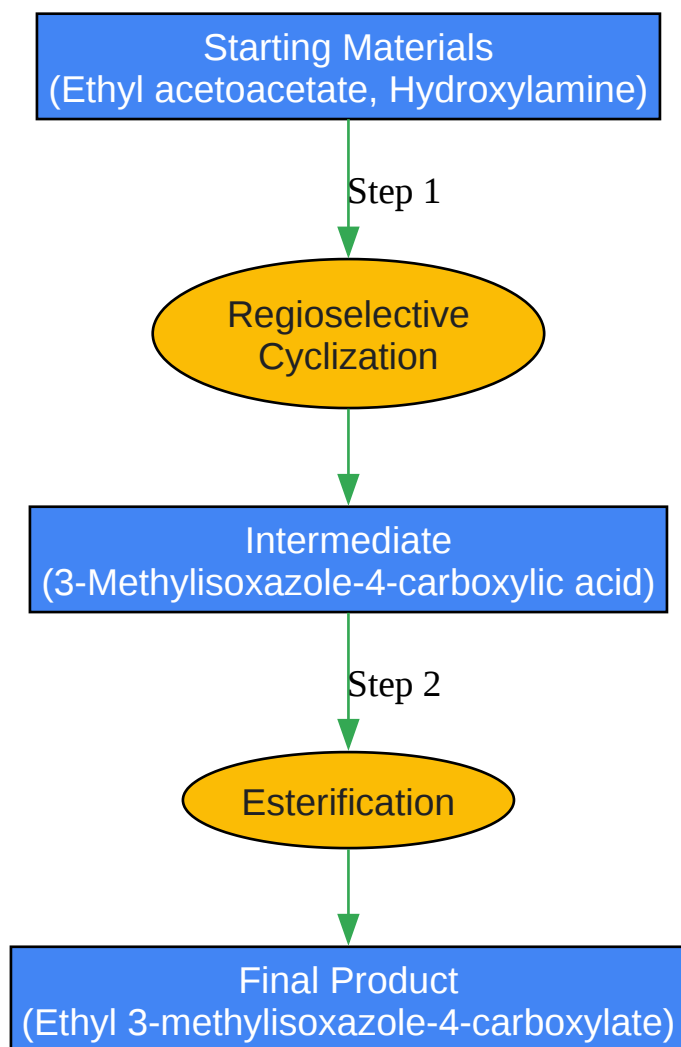 Starting Materials
(Ethyl acetoacetate, Hydroxylamine)
Step 1
Regioselective
Cyclization
Intermediate
(3-Methylisoxazole-4-carboxylic acid)
Step 2
Esterification
Final Product
(Ethyl 3-methylisoxazole-4-carboxylate)